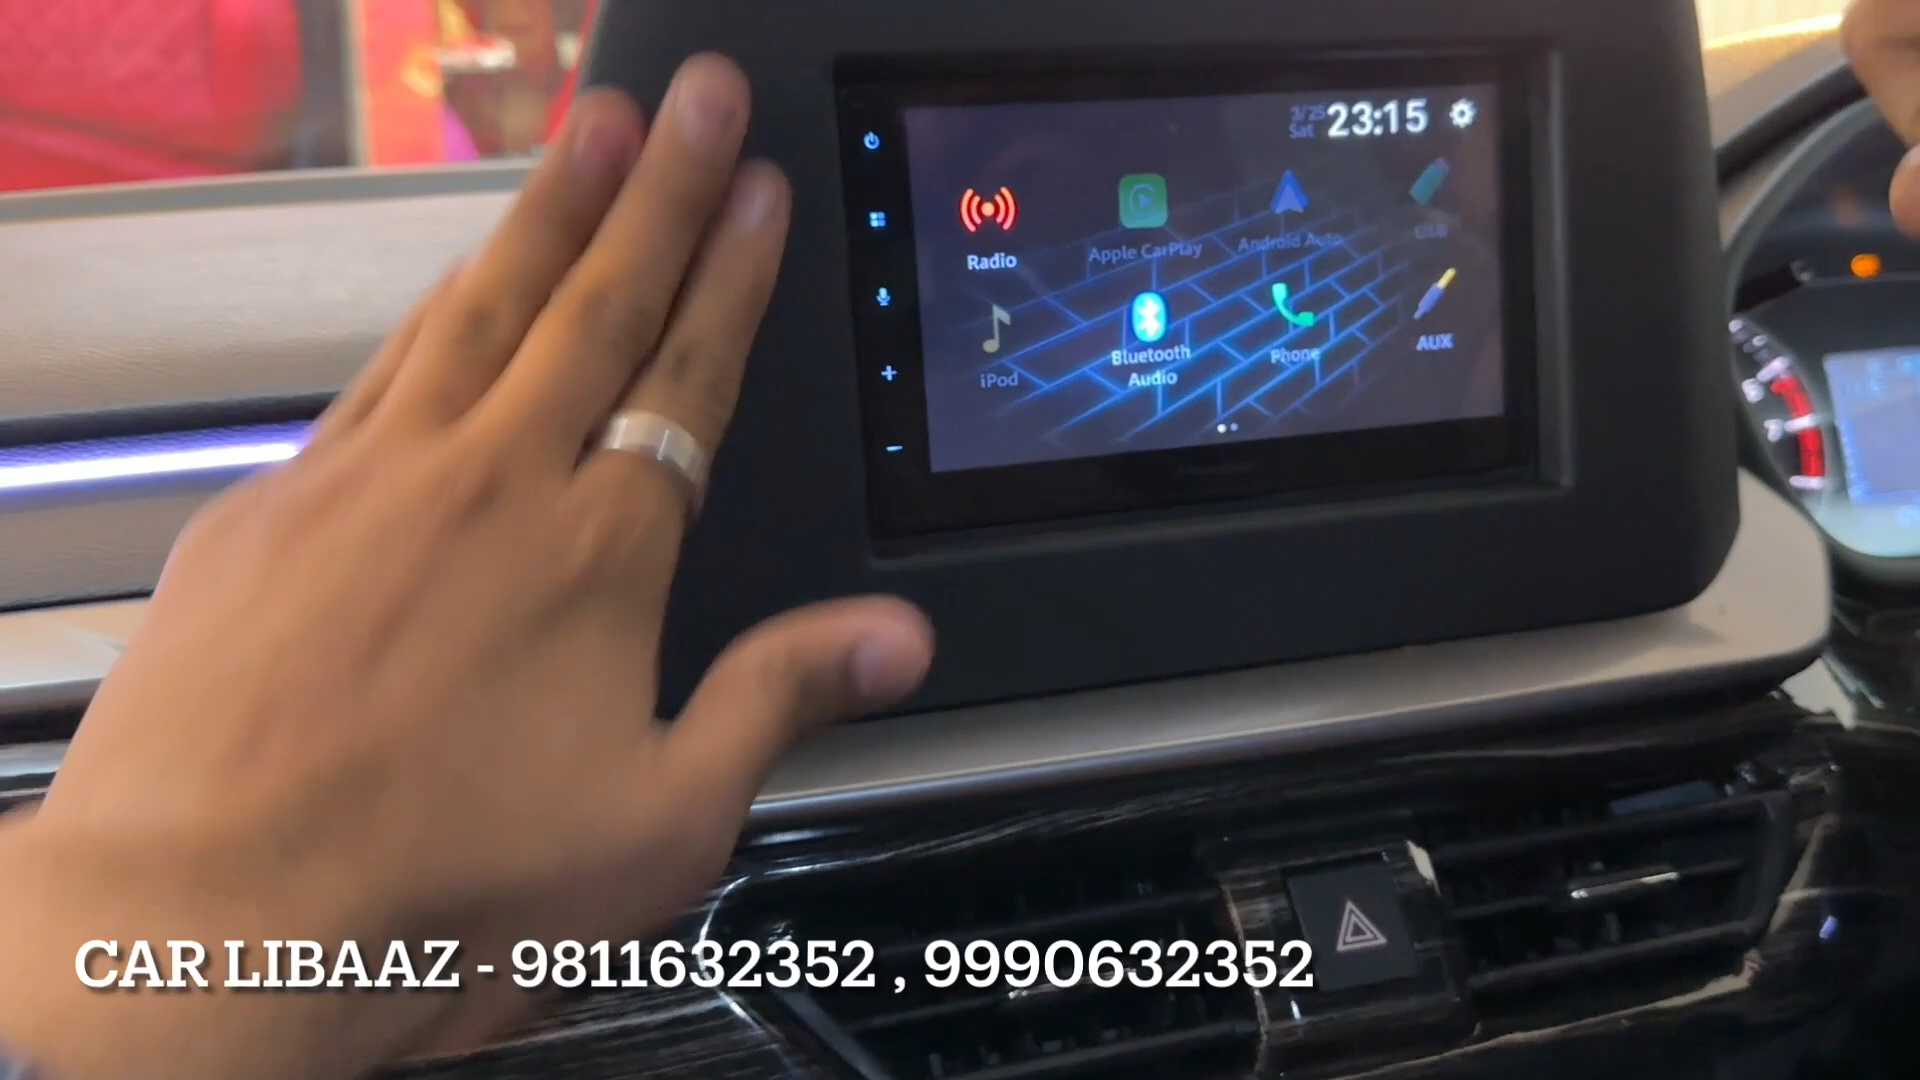 3/25
Sat
23:15
Radio
Apple CarPlay
Android Auto
USB
iPod
Bluetooth
Audio
Phone
AUX
CAR LIBAAZ - 9811632352 , 9990632352